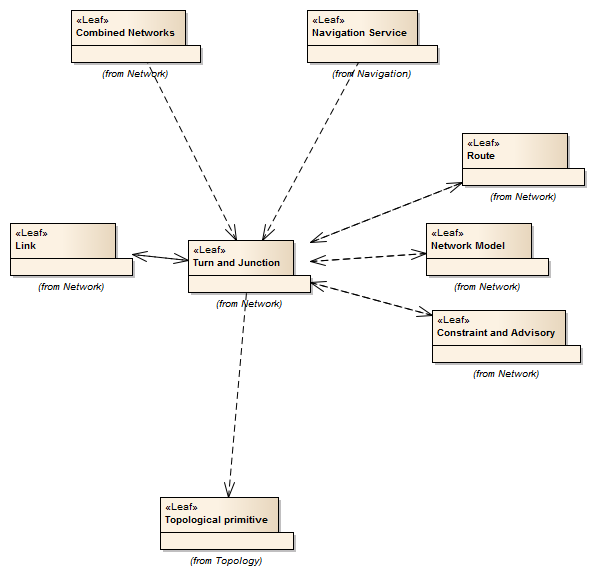 «Leaf»
Combined Networks
(from Network)
«Leaf»
Navigation Service
(from Navigation)
«Leaf»
Route
(from Network)
«Leaf»
Link
(from Network)
«Leaf»
Turn and Junction
(from Network)
«Leaf»
Network Model
(from Network)
«Leaf»
Constraint and Advisory
(from Network)
«Leaf»
Topological primitive
(from Topology)